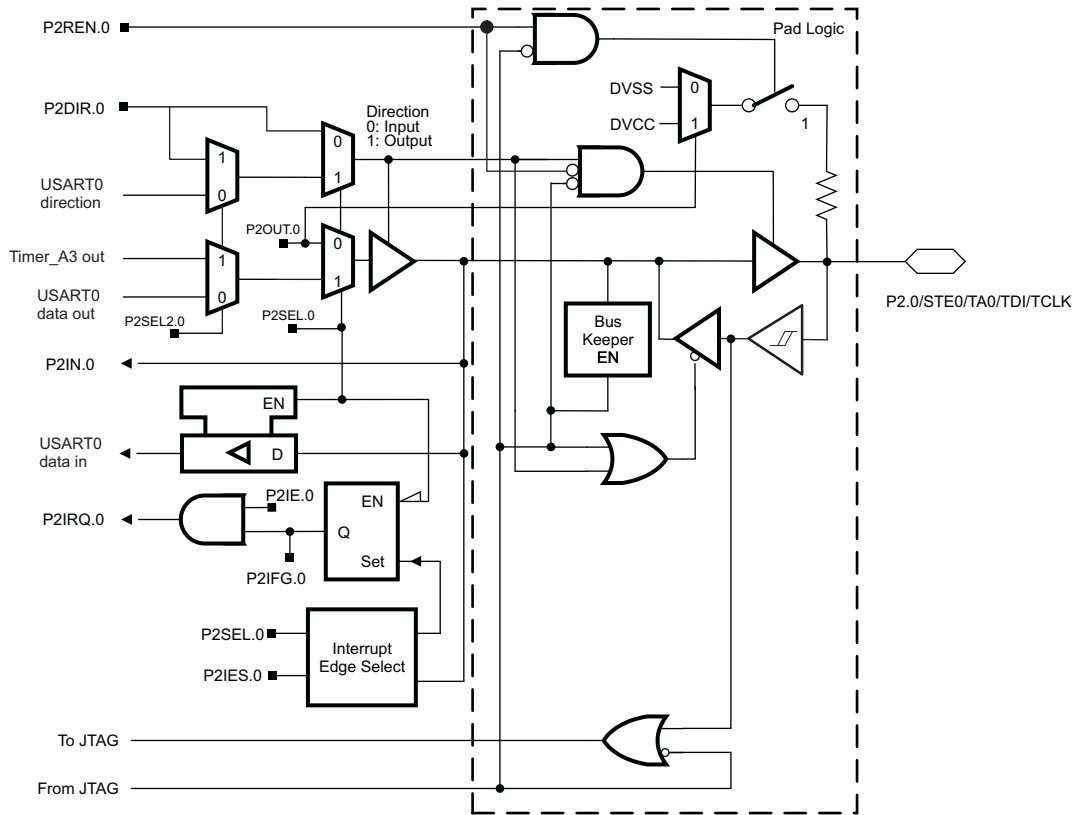 P2REN.0
Pad Logic
DVSS
0
DVCC
1
1
P2DIR.0
Direction
0: Input
1: Output
0
1
1
0
USART0
direction
P2OUT.0
0
1
Timer_A3 out
1
0
USART0
data out
P2SEL2.0
P2SEL.0
P2.0/STE0/TA0/TDI/TCLK
Bus
Keeper
EN
P2IN.0
EN
D
USART0
data in
P2IE.0
P2IRQ.0
P2IFG.0
EN
Q
Set
P2SEL.0
P2IES.0
Interrupt
Edge Select
To JTAG
From JTAG